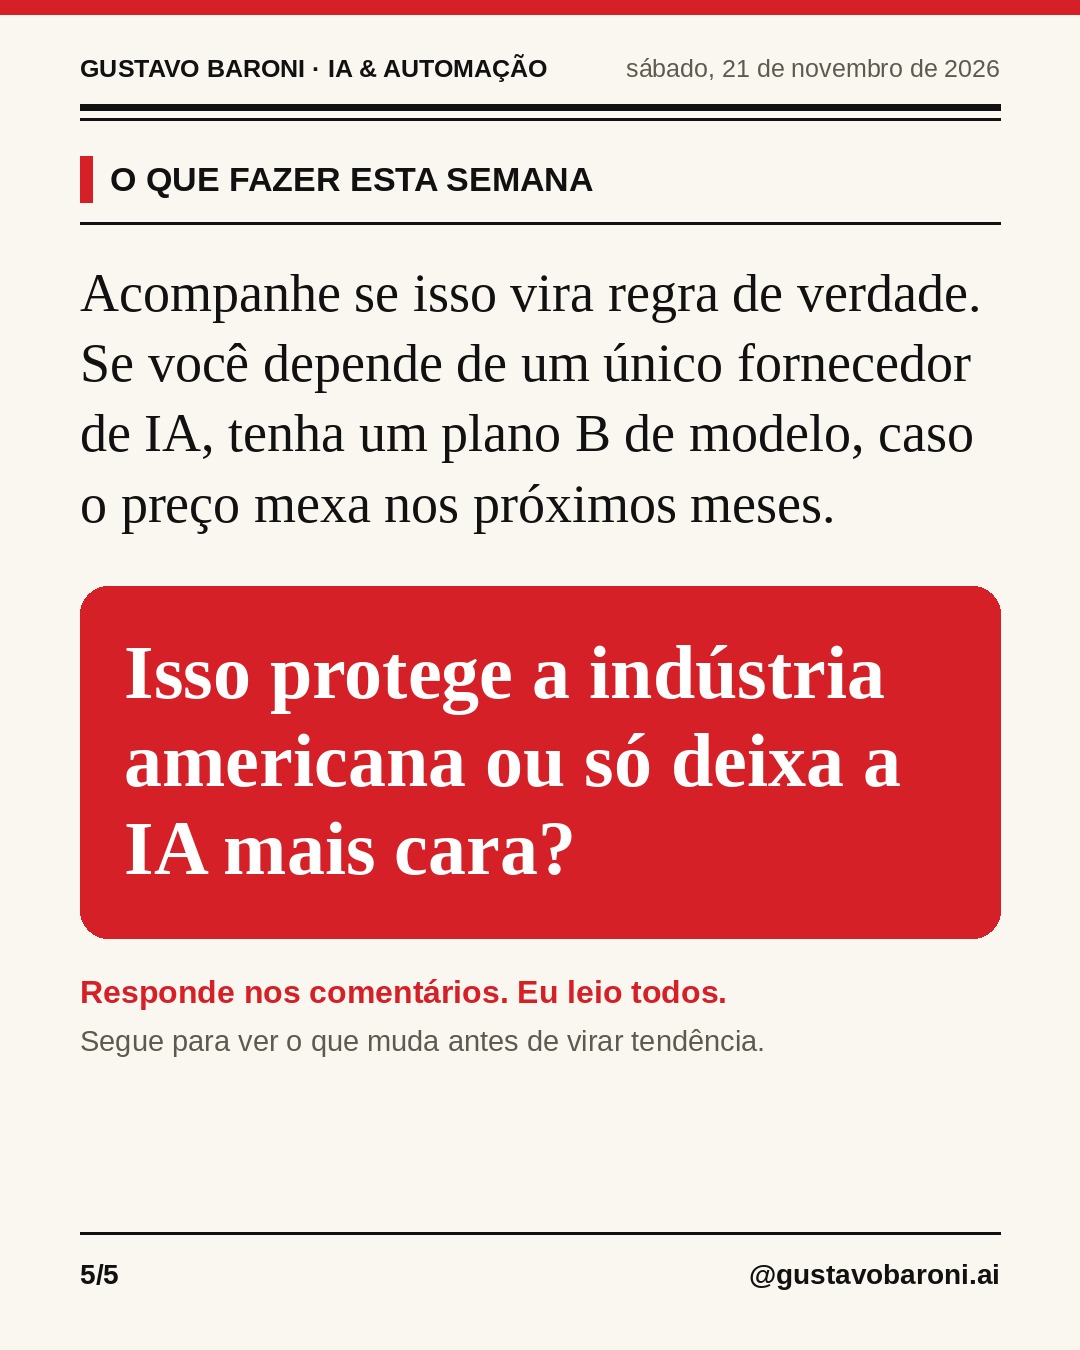 GUSTAVO BARONI · IA & AUTOMAÇÃO
sábado, 21 de novembro de 2026
O QUE FAZER ESTA SEMANA
Acompanhe se isso vira regra de verdade.
Se você depende de um único fornecedor
de IA, tenha um plano B de modelo, caso
o preço mexa nos próximos meses.
Isso protege a indústria
americana ou só deixa a
IA mais cara?
Responde nos comentários. Eu leio todos.
Segue para ver o que muda antes de virar tendência.
5/5
@gustavobaroni.ai